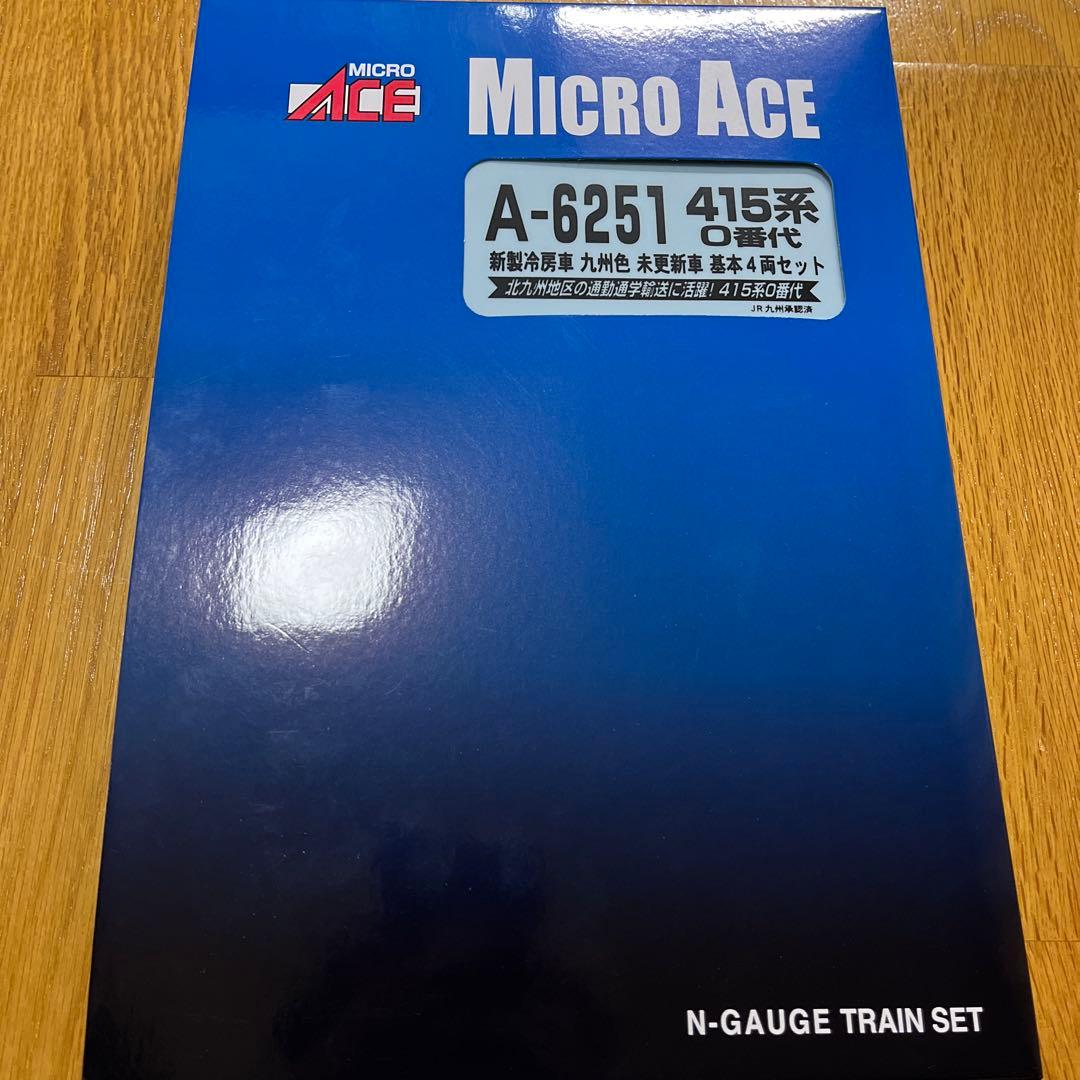 MICRO
ACE
MICRO ACE
A-6251 415系
0番代
新製冷房車 九州色 未更新車 基本4両セット
北九州地区の通勤通学輸送に活躍! 415系0番代
JR九州承認済
N-GAUGE TRAIN SET